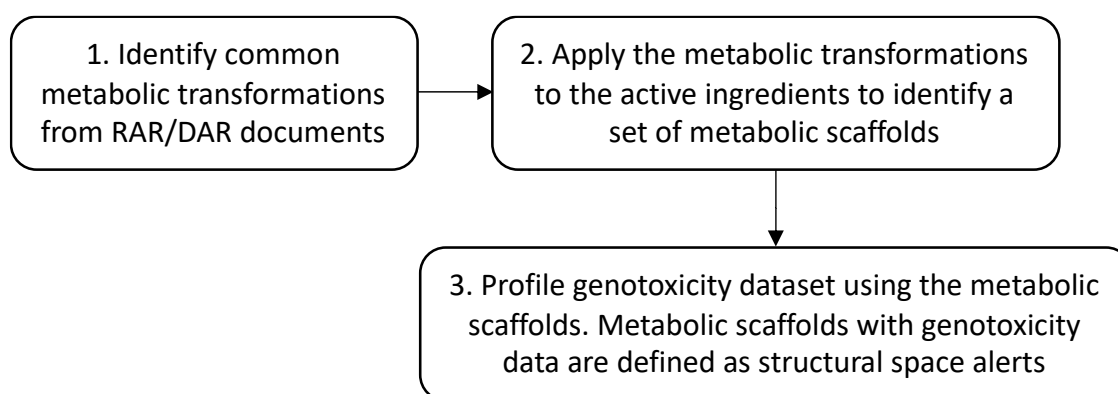 1. Identify common
metabolic transformations
from RAR/DAR documents
2. Apply the metabolic transformations
to the active ingredients to identify a
set of metabolic scaffolds
3. Profile genotoxicity dataset using the metabolic
scaffolds. Metabolic scaffolds with genotoxicity
data are defined as structural space alerts